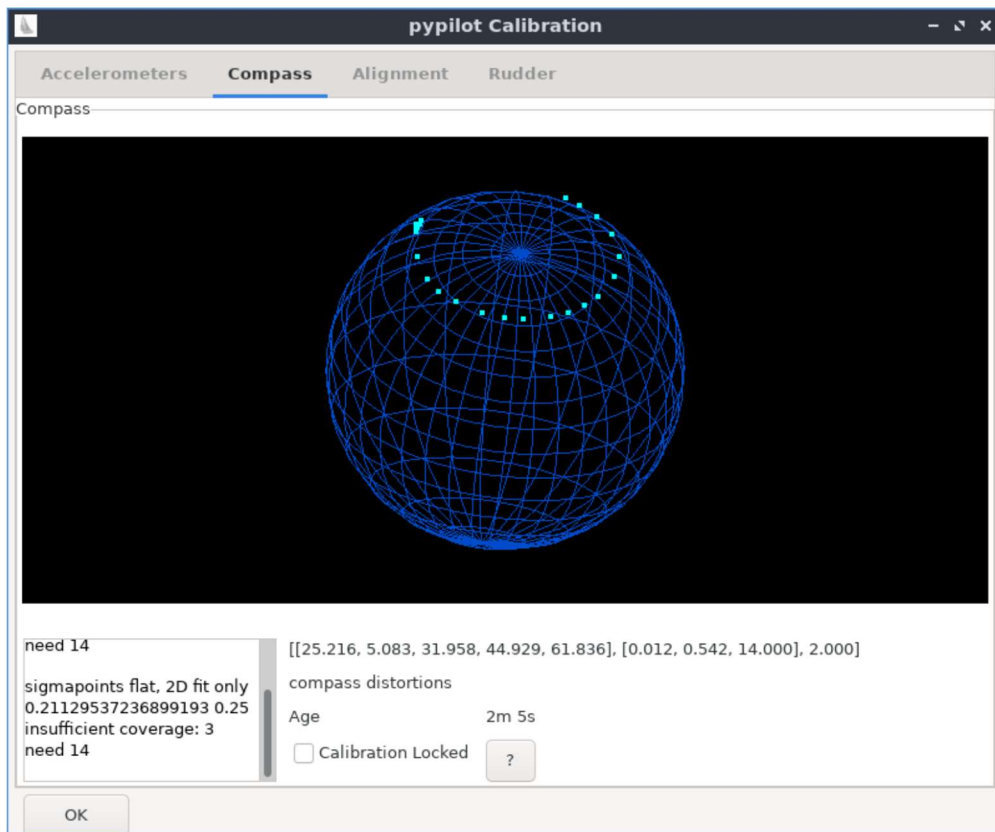 pypilot Calibration
Accelerometers Compass Alignment Rudder
Compass
need 14
sigmapoints flat, 2D fit only
0.21129537236899193 0.25
insufficient coverage: 3
need 14
[[25.216, 5.083, 31.958, 44.929, 61.836], [0.012, 0.542, 14.000], 2.000]
compass distortions
Age 2m 5s
Calibration Locked ?
OK